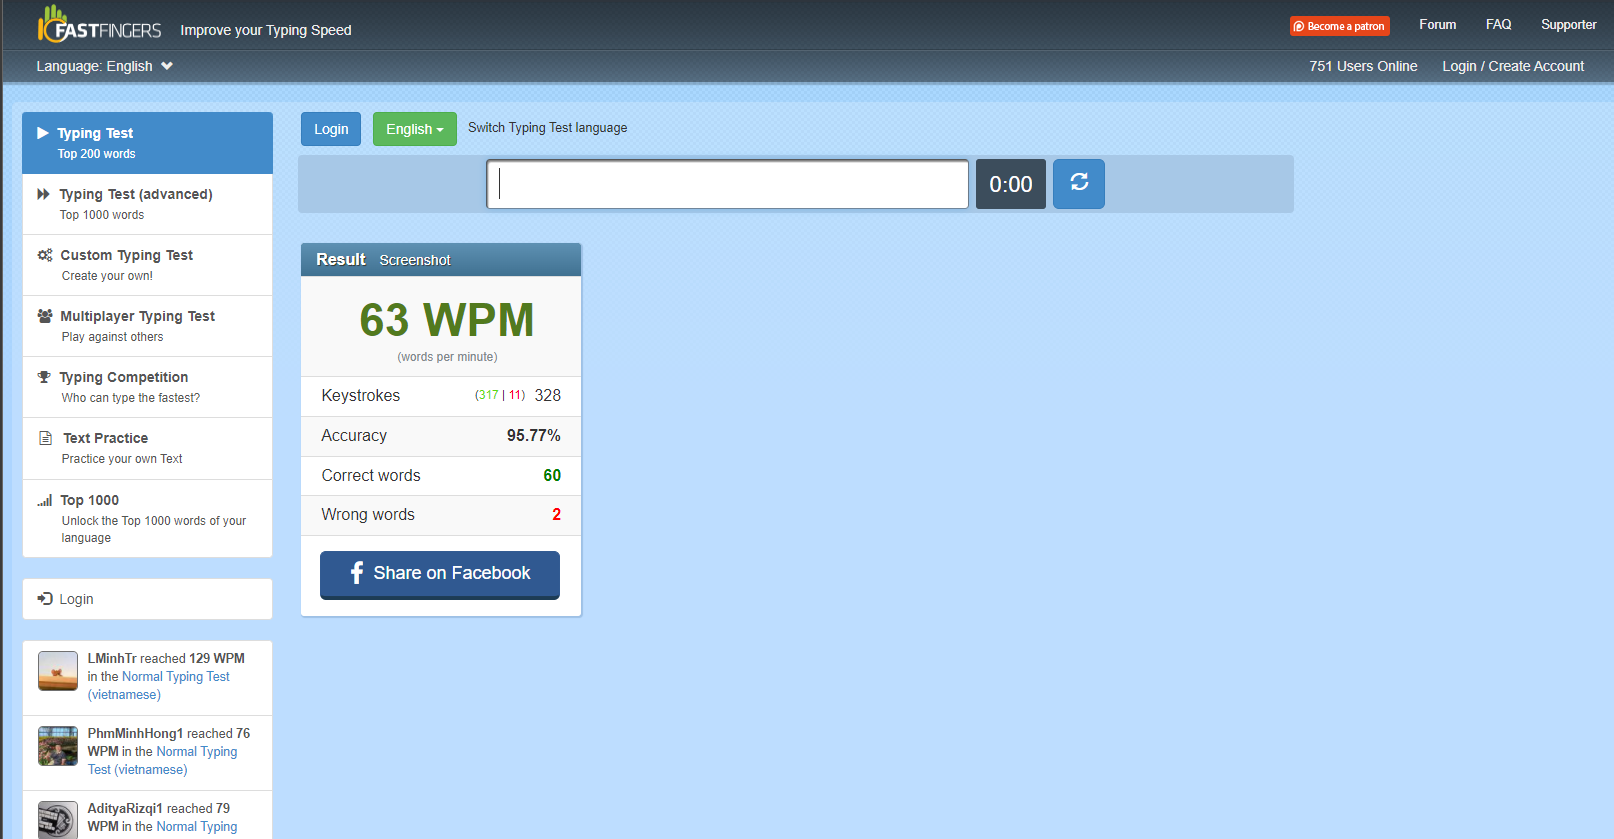 FASTFINGERS
Improve your Typing Speed
Become a patron
Forum
FAQ
Supporter
Language: English
751 Users Online
Login / Create Account
Typing Test
Top 200 words
Typing Test (advanced)
Top 1000 words
Custom Typing Test
Create your own!
Multiplayer Typing Test
Play against others
Typing Competition
Who can type the fastest?
Text Practice
Practice your own Text
Top 1000
Unlock the Top 1000 words of your
language
Login
LMinhTr reached 129 WPM
in the Normal Typing Test
(vietnamese)
PhmMinhHong1 reached 76
WPM in the Normal Typing
Test (vietnamese)
AdityaRizqi1 reached 79
WPM in the Normal Typing
Login
English
Switch Typing Test language
0:00
Result Screenshot
63 WPM
(words per minute)
Keystrokes (317 | 11) 328
Accuracy 95.77%
Correct words 60
Wrong words 2
Share on Facebook